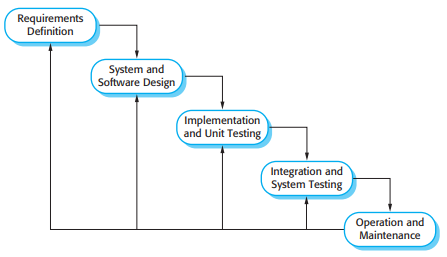 Requirements
Definition
System and
Software Design
Implementation
and Unit Testing
Integration and
System Testing
Operation and
Maintenance